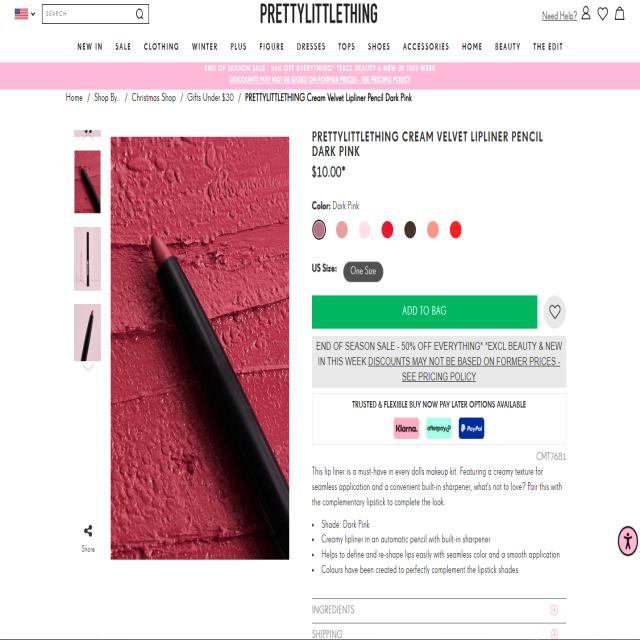 SEARCH
PRETTYLITTLETHING
Need Help?
NEW IN SALE CLOTHING WINTER PLUS FIGURE DRESSES TOPS SHOES ACCESSORIES HOME BEAUTY THE EDIT
END OF SEASON SALE - 50% OFF EVERYTHING* *EXCL BEAUTY & NEW IN THIS WEEK
DISCOUNTS MAY NOT BE BASED ON FORMER PRICES - SEE PRICING POLICY
Home / Shop By.. / Christmas Shop / Gifts Under $30 / PRETTYLITTLETHING Cream Velvet Lipliner Pencil Dark Pink
PRETTYLITTLETHING CREAM VELVET LIPLINER PENCIL
DARK PINK
$10.00*
Color: Dark Pink
US Size: One Size
ADD TO BAG
END OF SEASON SALE - 50% OFF EVERYTHING* *EXCL BEAUTY & NEW
IN THIS WEEK DISCOUNTS MAY NOT BE BASED ON FORMER PRICES -
SEE PRICING POLICY
TRUSTED & FLEXIBLE BUY NOW PAY LATER OPTIONS AVAILABLE
Klarna. afterpay PayPal
CMT7681
This lip liner is a must-have in every dolls makeup kit. Featuring a creamy texture for
seamless application and a convenient built-in sharpener, what's not to love? Pair this with
the complementary lipstick to complete the look.
• Shade: Dark Pink
• Creamy lipliner in an automatic pencil with built-in sharpener
• Helps to define and re-shape lips easily with seamless color and a smooth application
• Colours have been created to perfectly complement the lipstick shades
Share
INGREDIENTS
SHIPPING